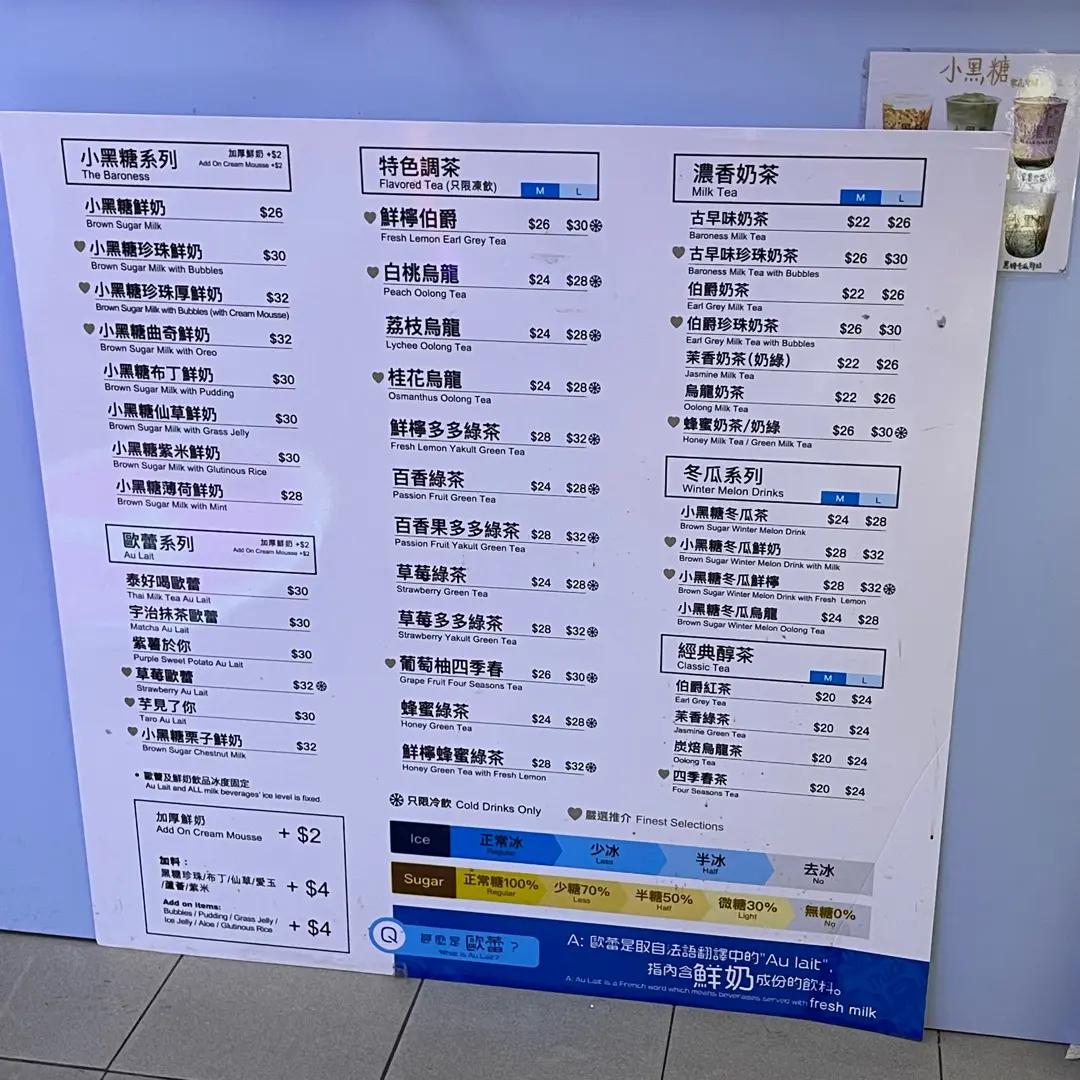 小黑糖
小黑糖系列
加厚鮮奶 +$2
The Baroness
Add On Cream Mousse +$2
小黑糖鮮奶 $26
Brown Sugar Milk
小黑糖珍珠鮮奶 $30
Brown Sugar Milk with Bubbles
小黑糖珍珠厚鮮奶 $32
Brown Sugar Milk with Bubbles (with Cream Mousse)
小黑糖曲奇鮮奶 $32
Brown Sugar Milk with Oreo
小黑糖布丁鮮奶 $30
Brown Sugar Milk with Pudding
小黑糖仙草鮮奶 $30
Brown Sugar Milk with Grass Jelly
小黑糖紫米鮮奶 $30
Brown Sugar Milk with Glutinous Rice
小黑糖薄荷鮮奶 $28
Brown Sugar Milk with Mint
歐蕾系列
加厚鮮奶 +$2
Au Lait
Add On Cream Mousse +$2
泰好喝歐蕾 $30
Thai Milk Tea Au Lait
宇治抹茶歐蕾 $30
Matcha Au Lait
紫薯於你 $30
Purple Sweet Potato Au Lait
草莓歐蕾 $32
Strawberry Au Lait
芋見了你 $30
Taro Au Lait
小黑糖栗子鮮奶 $32
Brown Sugar Chestnut Milk
• 歐蕾及鮮奶飲品冰度固定
Au Lait and ALL milk beverages' ice level is fixed.
加厚鮮奶
Add On Cream Mousse + $2
加料：
黑糖珍珠/布丁/仙草/愛玉
/蘆薈/紫米 + $4
Add on Items:
Bubbles / Pudding / Grass Jelly /
Ice Jelly / Aloe / Glutinous Rice + $4
特色調茶
Flavored Tea (只限凍飲) M L
鮮檸伯爵 $26 $30
Fresh Lemon Earl Grey Tea
白桃烏龍 $24 $28
Peach Oolong Tea
荔枝烏龍 $24 $28
Lychee Oolong Tea
桂花烏龍 $24 $28
Osmanthus Oolong Tea
鮮檸多多綠茶 $28 $32
Fresh Lemon Yakult Green Tea
百香綠茶 $24 $28
Passion Fruit Green Tea
百香果多多綠茶 $28 $32
Passion Fruit Yakult Green Tea
草莓綠茶 $24 $28
Strawberry Green Tea
草莓多多綠茶 $28 $32
Strawberry Yakult Green Tea
葡萄柚四季春 $26 $30
Grape Fruit Four Seasons Tea
蜂蜜綠茶 $24 $28
Honey Green Tea
鮮檸蜂蜜綠茶 $28 $32
Honey Green Tea with Fresh Lemon
只限冷飲 Cold Drinks Only
嚴選推介 Finest Selections
濃香奶茶
Milk Tea M L
古早味奶茶 $22 $26
Baroness Milk Tea
古早味珍珠奶茶 $26 $30
Baroness Milk Tea with Bubbles
伯爵奶茶 $22 $26
Earl Grey Milk Tea
伯爵珍珠奶茶 $26 $30
Earl Grey Milk Tea with Bubbles
茉香奶茶(奶綠) $22 $26
Jasmine Milk Tea
烏龍奶茶 $22 $26
Oolong Milk Tea
蜂蜜奶茶/奶綠 $26 $30
Honey Milk Tea / Green Milk Tea
冬瓜系列
Winter Melon Drinks M L
小黑糖冬瓜茶 $24 $28
Brown Sugar Winter Melon Drink
小黑糖冬瓜鮮奶 $28 $32
Brown Sugar Winter Melon Drink with Milk
小黑糖冬瓜鮮檸 $28 $32
Brown Sugar Winter Melon Drink with Fresh Lemon
小黑糖冬瓜烏龍 $24 $28
Brown Sugar Winter Melon Oolong Tea
經典醇茶
Classic Tea M L
伯爵紅茶 $20 $24
Earl Grey Tea
茉香綠茶 $20 $24
Jasmine Green Tea
炭焙烏龍茶 $20 $24
Oolong Tea
四季春茶 $20 $24
Four Seasons Tea
Ice 正常冰 少冰 半冰 去冰
Regular Less Half No
Sugar 正常糖100% 少糖70% 半糖50% 微糖30% 無糖0%
Regular Less Half Light No
Q 甚麼是歐蕾？
What is Au Lait?
A: 歐蕾是取自法語翻譯中的"Au lait",
指內含鮮奶成份的飲料。
A: Au Lait is a French word which means beverages served with fresh milk